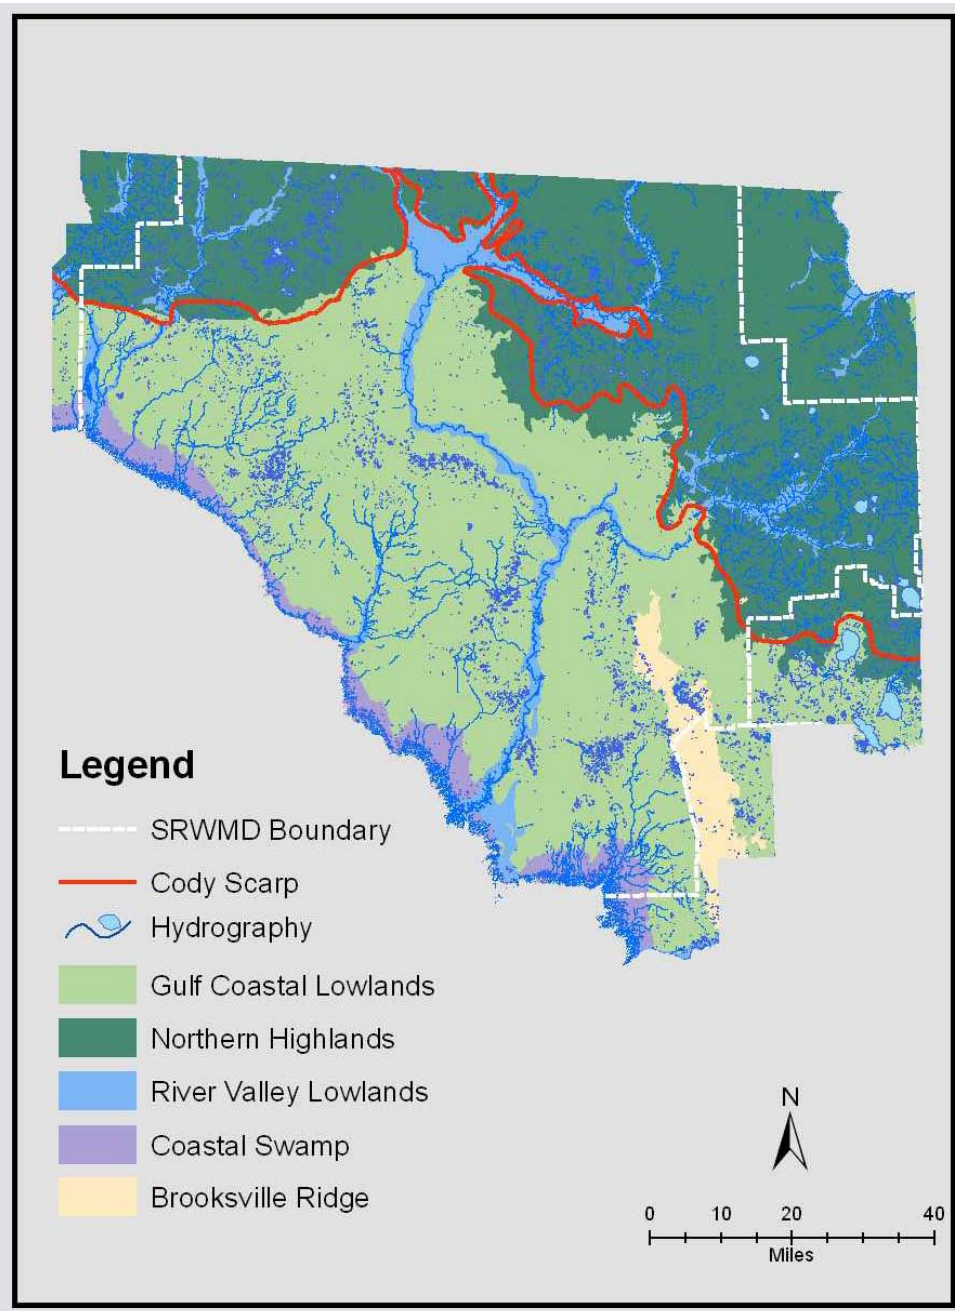 Legend
SRWMD Boundary
Cody Scarp
Hydrography
Gulf Coastal Lowlands
Northern Highlands
River Valley Lowlands
Coastal Swamp
Brooksville Ridge
N
0 10 20 40
Miles